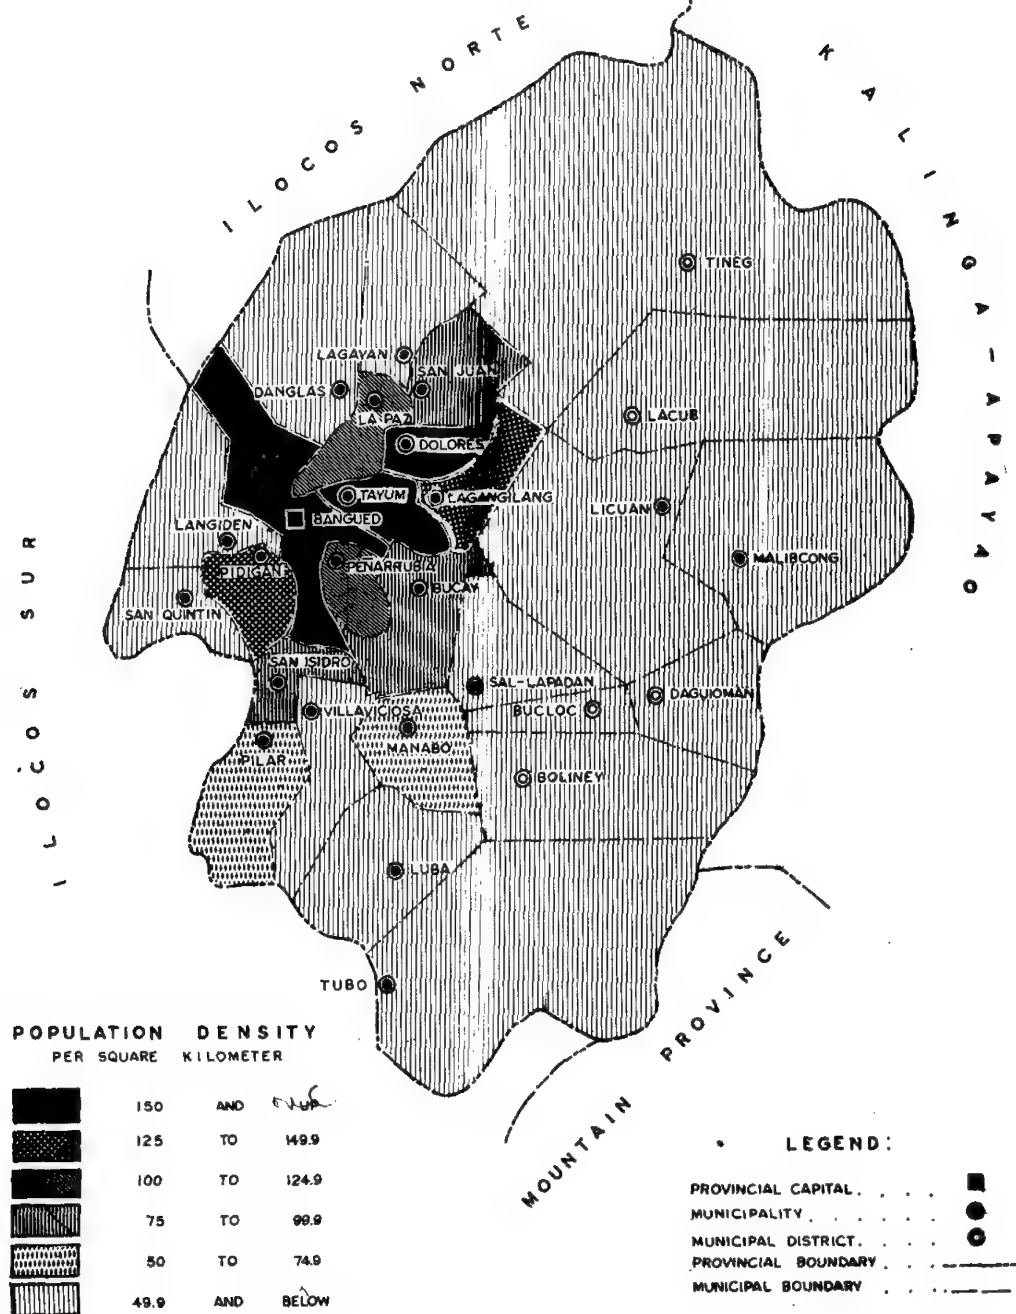 ILOCOS NORTE
KALINGA-APAYAO
TINEG
LAGAYAN
SAN JUAN
DANGLAS
LA PAZ
LACUB
DOLORES
TAYUM
LAGANGILANG
LICUAN
BANGUED
LANGIDEN
MALIBCONG
PIDIGAN
PEÑARRUBIA
BUCAY
SAN QUINTIN
ILOCOS SUR
SAN ISIDRO
SAL-LAPADAN
DAGUIOMAN
VILLAVICIOSA
BUCLOC
MANABO
PILAR
BOLINEY
LUBA
TUBO
MOUNTAIN PROVINCE
POPULATION DENSITY
PER SQUARE KILOMETER
150 AND
125 TO 149.9
100 TO 124.9
75 TO 99.9
50 TO 74.9
49.9 AND BELOW
LEGEND:
PROVINCIAL CAPITAL . . . .
MUNICIPALITY . . . . . .
MUNICIPAL DISTRICT . . . .
PROVINCIAL BOUNDARY . . .
MUNICIPAL BOUNDARY . . . .